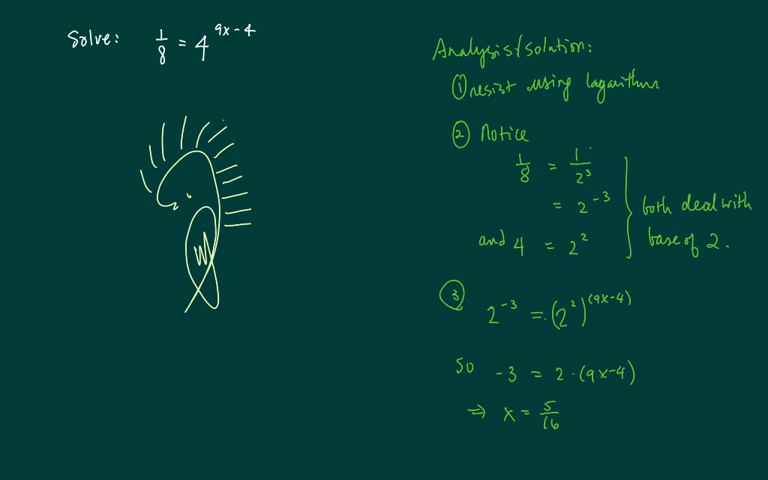 Solve: 1/8 = 4^(9x-4)
Analysis/solution:
① resist using logarithm
② Notice
1/8 = 1/2^3
= 2^-3
and 4 = 2^2
both deal with
base of 2.
③ 2^-3 = (2^2)^(9x-4)
so -3 = 2·(9x-4)
⇒ x = 5/16